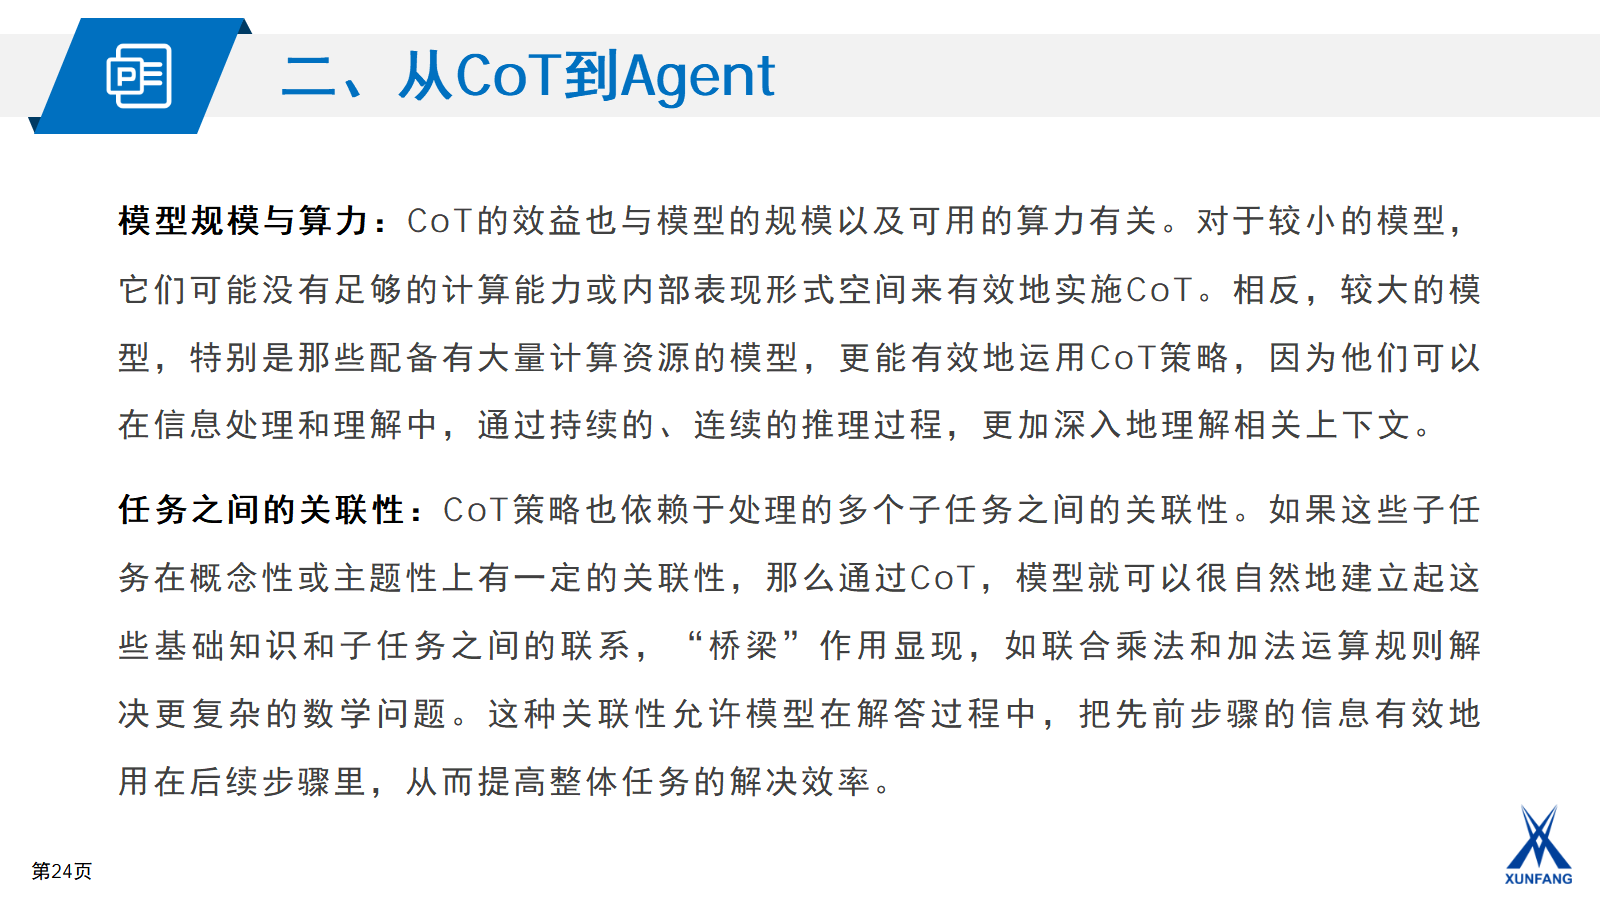 二、从CoT到Agent
模型规模与算力：CoT的效益也与模型的规模以及可用的算力有关。对于较小的模型，
它们可能没有足够的计算能力或内部表现形式空间来有效地实施CoT。相反，较大的模
型，特别是那些配备有大量计算资源的模型，更能有效地运用CoT策略，因为他们可以
在信息处理和理解中，通过持续的、连续的推理过程，更加深入地理解相关上下文。
任务之间的关联性：CoT策略也依赖于处理的多个子任务之间的关联性。如果这些子任
务在概念性或主题性上有一定的关联性，那么通过CoT，模型就可以很自然地建立起这
些基础知识和子任务之间的联系，“桥梁”作用显现，如联合乘法和加法运算规则解
决更复杂的数学问题。这种关联性允许模型在解答过程中，把先前步骤的信息有效地
用在后续步骤里，从而提高整体任务的解决效率。
第24页
XUNFANG